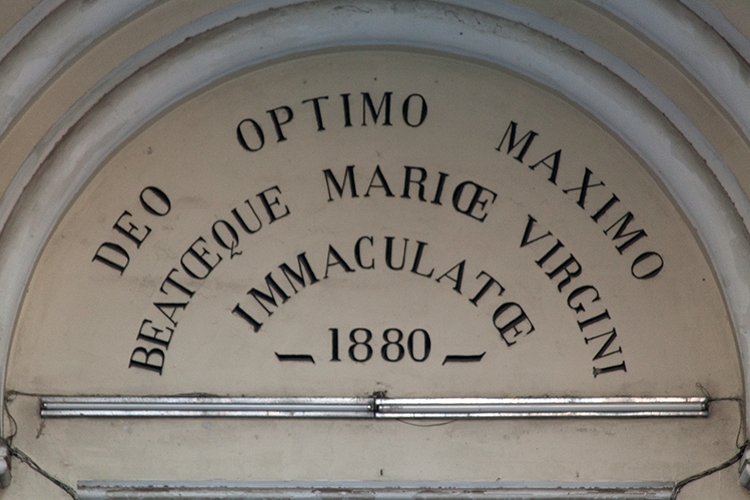 DEO OPTIMO MAXIMO
BEATŒQUE MARIŒ VIRGINI
IMMACULATŒ
1880